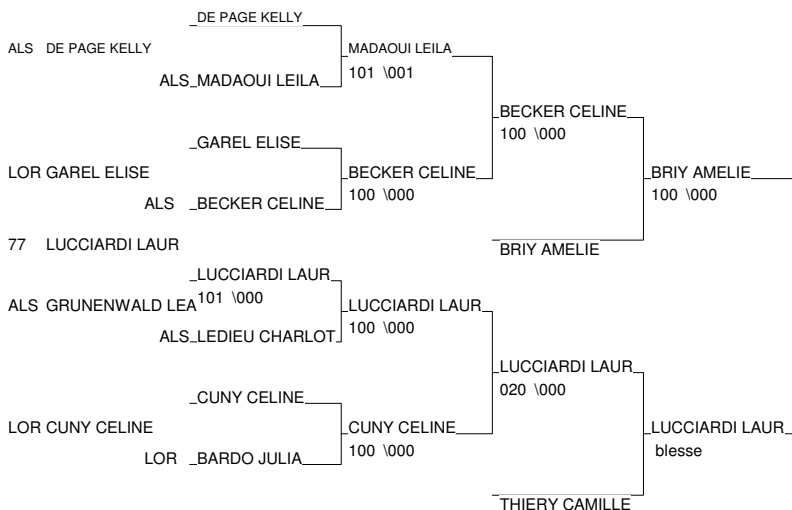 DE PAGE KELLY
ALS DE PAGE KELLY MADAOUI LEILA
101 \001
ALS MADAOUI LEILA
BECKER CELINE
100 \000
GAREL ELISE
LOR GAREL ELISE BECKER CELINE BRIY AMELIE
100 \000 100 \000
ALS BECKER CELINE
77 LUCCIARDI LAUR BRIY AMELIE
LUCCIARDI LAUR
101 \000
ALS GRUNENWALD LEA LUCCIARDI LAUR
100 \000
ALS LEDIEU CHARLOT
LUCCIARDI LAUR
020 \000
CUNY CELINE
LOR CUNY CELINE CUNY CELINE LUCCIARDI LAUR
100 \000 blesse
LOR BARDO JULIA
THIERY CAMILLE